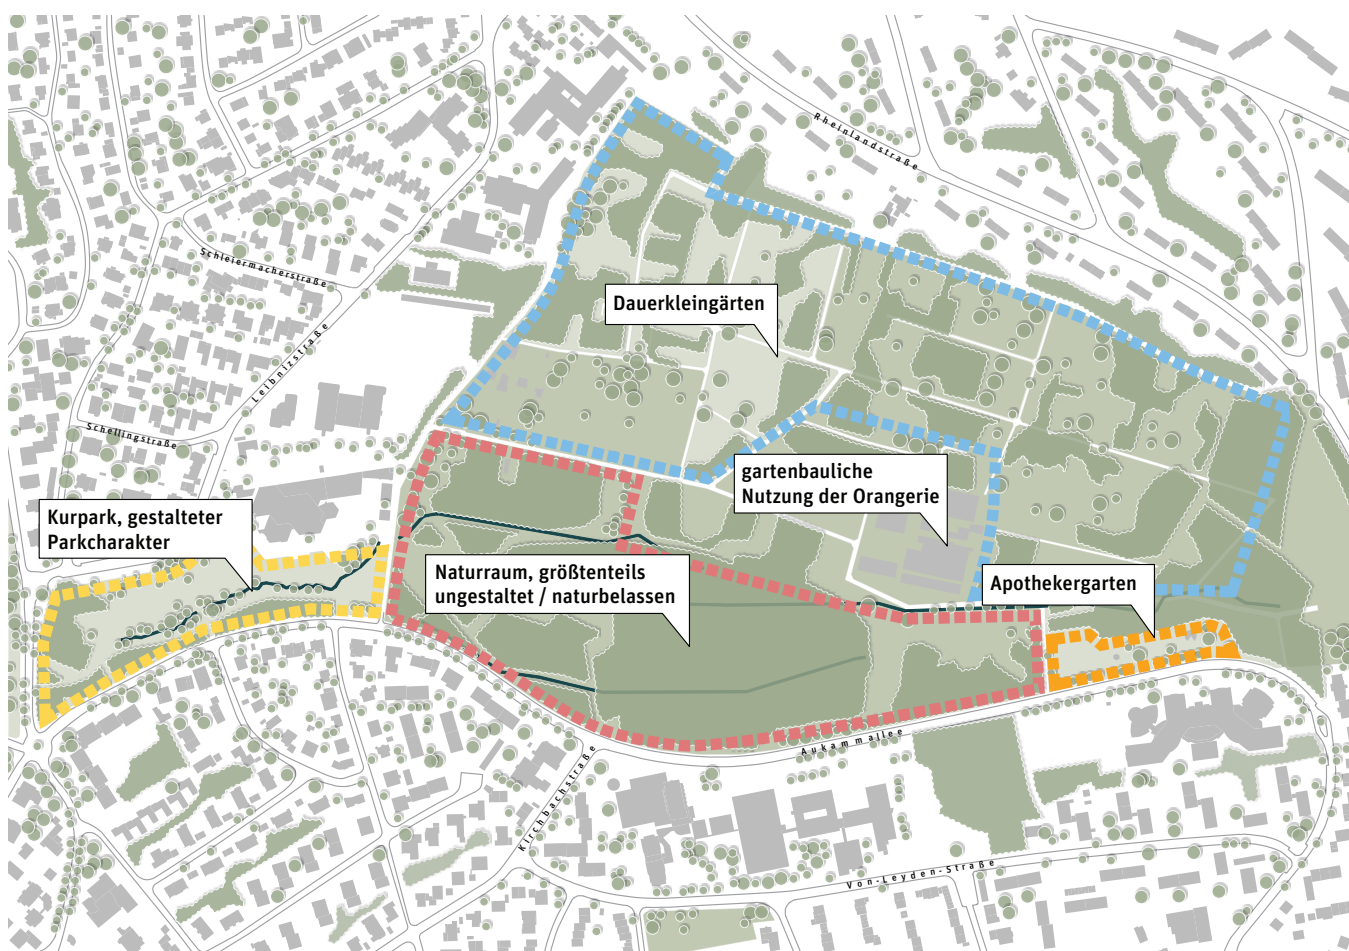 Rheinlandstraße
Schleiermacherstraße
Dauerkleingärten
Leibnizstraße
Schellingstraße
gartenbauliche
Nutzung der Orangerie
Kurpark, gestalteter
Parkcharakter
Naturraum, größtenteils
ungestaltet / naturbelassen
Apothekergarten
Aukammallee
Kirchbachstraße
Von-Leyden-Straße